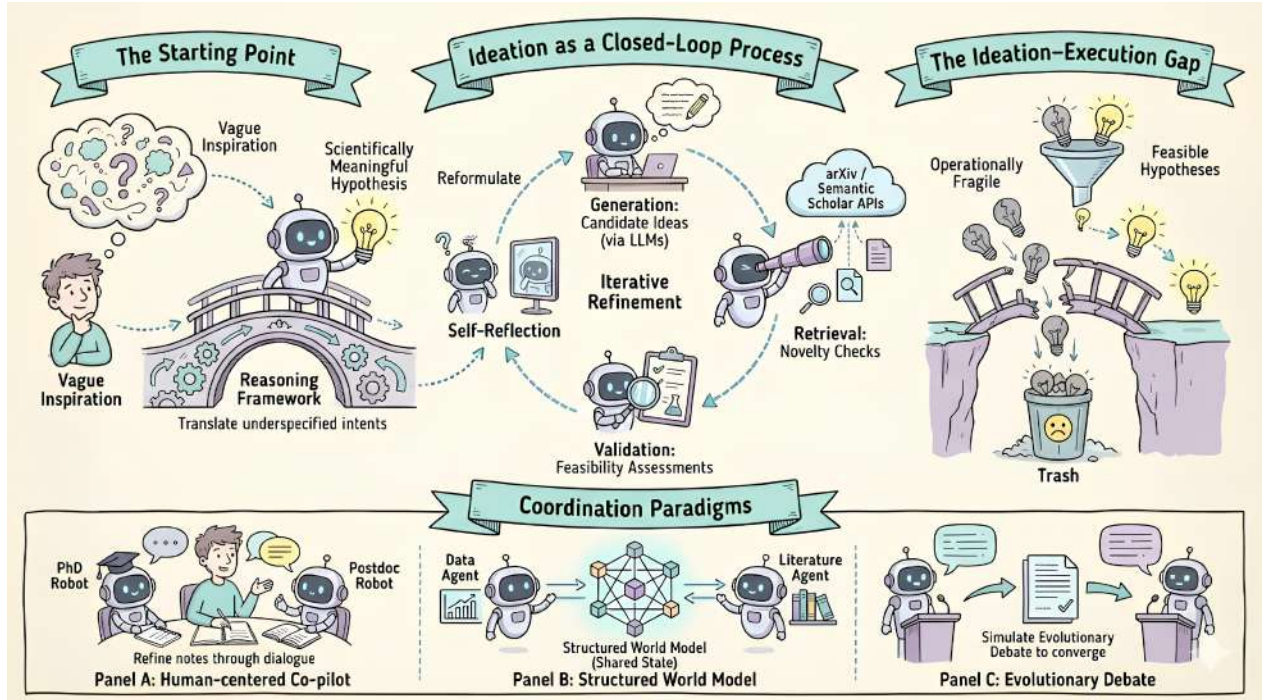 The Starting Point
Vague
Inspiration
Scientifically
Meaningful
Hypothesis
Vague
Inspiration
Reasoning
Framework
Translate underspecified intents
Ideation as a Closed-Loop Process
Reformulate
Generation:
Candidate Ideas
(via LLMs)
arXiv /
Semantic
Scholar APIs
Iterative
Refinement
Self-Reflection
Retrieval:
Novelty Checks
Validation:
Feasibility Assessments
The Ideation–Execution Gap
Operationally
Fragile
Feasible
Hypotheses
Trash
Coordination Paradigms
PhD
Robot
Postdoc
Robot
Refine notes through dialogue
Panel A: Human-centered Co-pilot
Data
Agent
Literature
Agent
Structured World Model
(Shared State)
Panel B: Structured World Model
Simulate Evolutionary
Debate to converge
Panel C: Evolutionary Debate